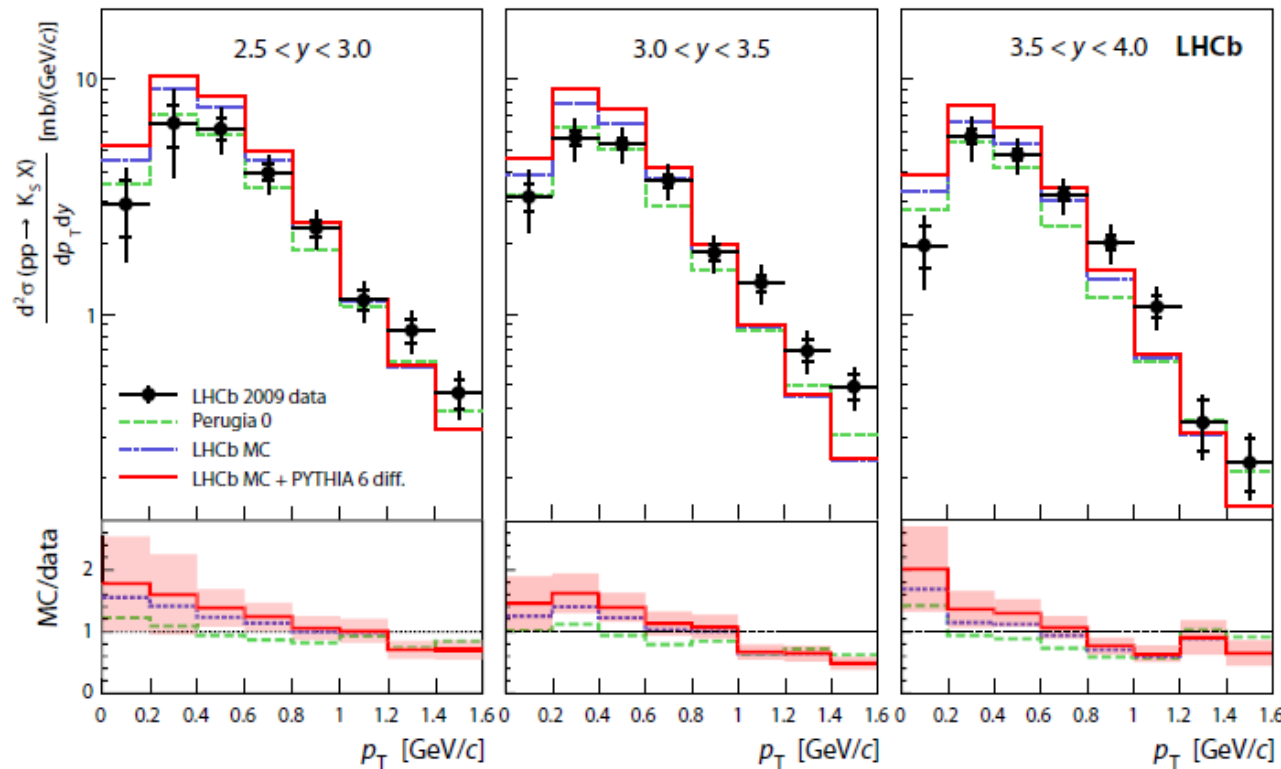 2.5 < y < 3.0
3.0 < y < 3.5
3.5 < y < 4.0 LHCb
d²σ (pp → K_S X)
dp_T dy
[mb/(GeV/c)]
10
1
LHCb 2009 data
Perugia 0
LHCb MC
LHCb MC + PYTHIA 6 diff.
MC/data
2
1
0
0 0.2 0.4 0.6 0.8 1 1.2 1.4 1.6
0 0.2 0.4 0.6 0.8 1 1.2 1.4 1.6
0 0.2 0.4 0.6 0.8 1 1.2 1.4 1.6
p_T [GeV/c]
p_T [GeV/c]
p_T [GeV/c]